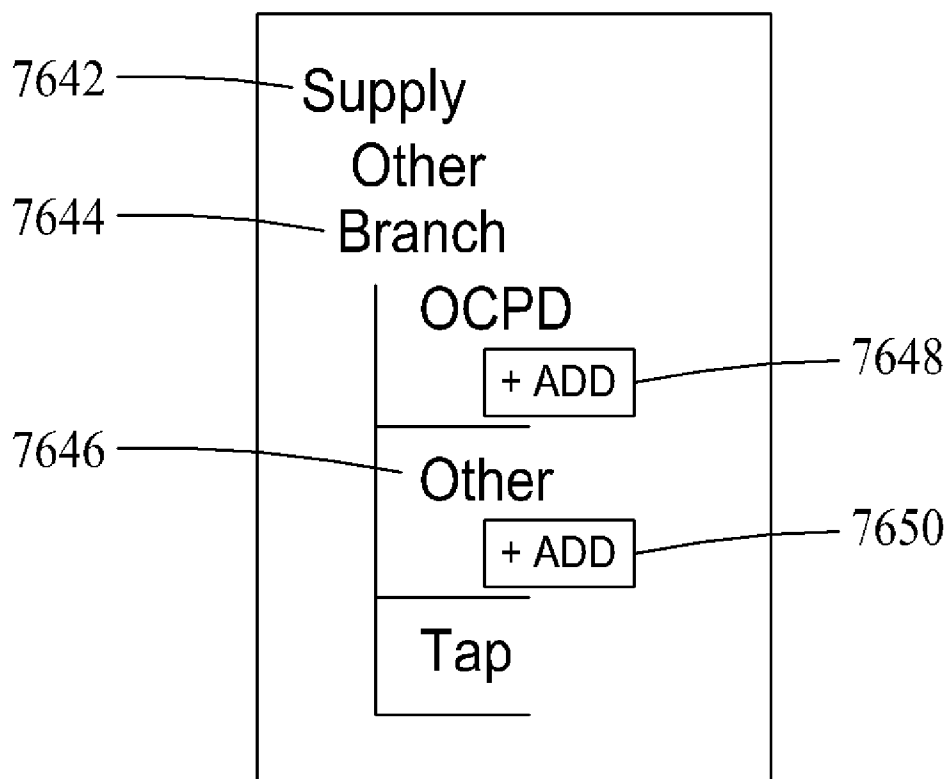 7642
Supply
Other
7644
Branch
OCPD
+ ADD
7648
7646
Other
+ ADD
7650
Tap